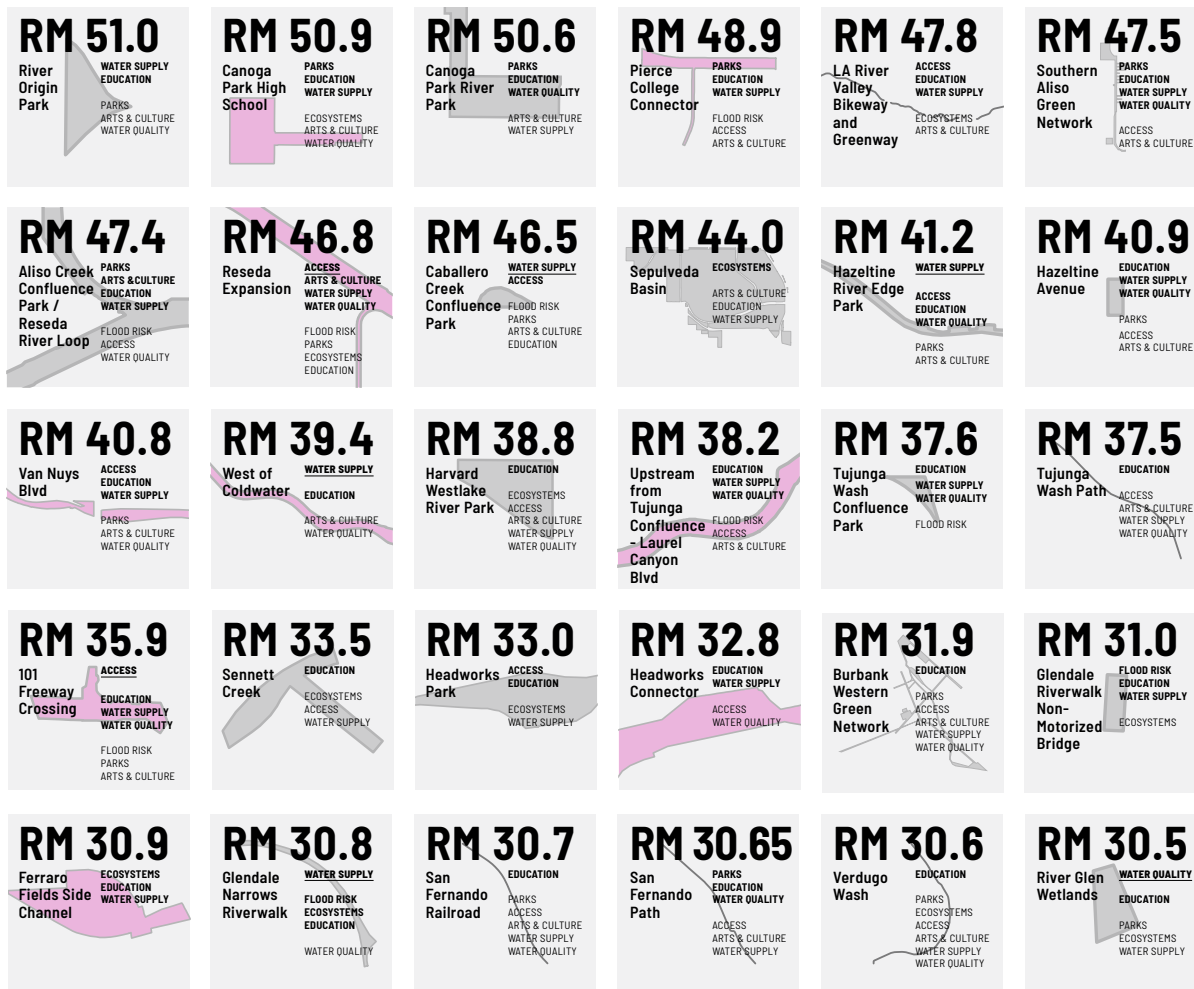 RM 51.0
River
Origin
Park
WATER SUPPLY
EDUCATION
PARKS
ARTS & CULTURE
WATER QUALITY
RM 50.9
Canoga
Park High
School
PARKS
EDUCATION
WATER SUPPLY
ECOSYSTEMS
ARTS & CULTURE
WATER QUALITY
RM 50.6
Canoga
Park River
Park
PARKS
EDUCATION
WATER QUALITY
ARTS & CULTURE
WATER SUPPLY
RM 48.9
Pierce
College
Connector
PARKS
EDUCATION
WATER SUPPLY
FLOOD RISK
ACCESS
ARTS & CULTURE
RM 47.8
LA River
Valley
Bikeway
and
Greenway
ACCESS
EDUCATION
WATER SUPPLY
ECOSYSTEMS
ARTS & CULTURE
RM 47.5
Southern
Aliso
Green
Network
PARKS
EDUCATION
WATER SUPPLY
WATER QUALITY
ACCESS
ARTS & CULTURE
RM 47.4
Aliso Creek
Confluence
Park /
Reseda
River Loop
PARKS
ARTS &CULTURE
EDUCATION
WATER SUPPLY
FLOOD RISK
ACCESS
WATER QUALITY
RM 46.8
Reseda
Expansion
ACCESS
ARTS &CULTURE
WATER SUPPLY
WATER QUALITY
FLOOD RISK
PARKS
ECOSYSTEMS
EDUCATION
RM 46.5
Caballero
Creek
Confluence
Park
WATER SUPPLY
ACCESS
FLOOD RISK
PARKS
ARTS & CULTURE
EDUCATION
RM 44.0
Sepulveda
Basin
ECOSYSTEMS
ARTS & CULTURE
EDUCATION
WATER SUPPLY
RM 41.2
Hazeltine
River Edge
Park
WATER SUPPLY
ACCESS
EDUCATION
WATER QUALITY
PARKS
ARTS & CULTURE
RM 40.9
Hazeltine
Avenue
EDUCATION
WATER SUPPLY
WATER QUALITY
PARKS
ACCESS
ARTS & CULTURE
RM 40.8
Van Nuys
Blvd
ACCESS
EDUCATION
WATER SUPPLY
PARKS
ARTS & CULTURE
WATER QUALITY
RM 39.4
West of
Coldwater
WATER SUPPLY
EDUCATION
ARTS & CULTURE
WATER QUALITY
RM 38.8
Harvard
Westlake
River Park
EDUCATION
ECOSYSTEMS
ACCESS
ARTS & CULTURE
WATER SUPPLY
WATER QUALITY
RM 38.2
Upstream
from
Tujunga
Confluence
- Laurel
Canyon
Blvd
EDUCATION
WATER SUPPLY
WATER QUALITY
FLOOD RISK
ACCESS
ARTS & CULTURE
RM 37.6
Tujunga
Wash
Confluence
Park
EDUCATION
WATER SUPPLY
WATER QUALITY
FLOOD RISK
RM 37.5
Tujunga
Wash Path
EDUCATION
ACCESS
ARTS & CULTURE
WATER SUPPLY
WATER QUALITY
RM 35.9
101
Freeway
Crossing
ACCESS
EDUCATION
WATER SUPPLY
WATER QUALITY
FLOOD RISK
PARKS
ARTS & CULTURE
RM 33.5
Sennett
Creek
EDUCATION
ECOSYSTEMS
ACCESS
WATER SUPPLY
RM 33.0
Headworks
Park
ACCESS
EDUCATION
ECOSYSTEMS
WATER SUPPLY
RM 32.8
Headworks
Connector
EDUCATION
WATER SUPPLY
ACCESS
WATER QUALITY
RM 31.9
Burbank
Western
Green
Network
EDUCATION
PARKS
ACCESS
ARTS & CULTURE
WATER SUPPLY
WATER QUALITY
RM 31.0
Glendale
Riverwalk
Non-
Motorized
Bridge
FLOOD RISK
EDUCATION
WATER SUPPLY
ECOSYSTEMS
RM 30.9
Ferraro
Fields Side
Channel
ECOSYSTEMS
EDUCATION
WATER SUPPLY
RM 30.8
Glendale
Narrows
Riverwalk
WATER SUPPLY
FLOOD RISK
ECOSYSTEMS
EDUCATION
WATER QUALITY
RM 30.7
San
Fernando
Railroad
EDUCATION
PARKS
ACCESS
ARTS & CULTURE
WATER SUPPLY
WATER QUALITY
RM 30.65
San
Fernando
Path
PARKS
EDUCATION
WATER QUALITY
ACCESS
ARTS & CULTURE
WATER SUPPLY
RM 30.6
Verdugo
Wash
EDUCATION
PARKS
ECOSYSTEMS
ACCESS
ARTS & CULTURE
WATER SUPPLY
WATER QUALITY
RM 30.5
River Glen
Wetlands
WATER QUALITY
EDUCATION
PARKS
ECOSYSTEMS
WATER SUPPLY